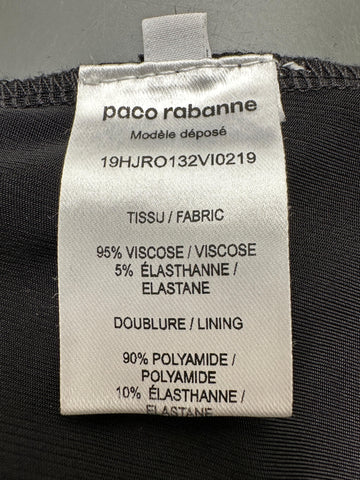 paco rabanne
Modèle déposé
19HJRO132VI0219
TISSU / FABRIC
95% VISCOSE / VISCOSE
5% ÉLASTHANNE /
ELASTANE
DOUBLURE / LINING
90% POLYAMIDE /
POLYAMIDE
10% ÉLASTHANNE /
ELASTANE